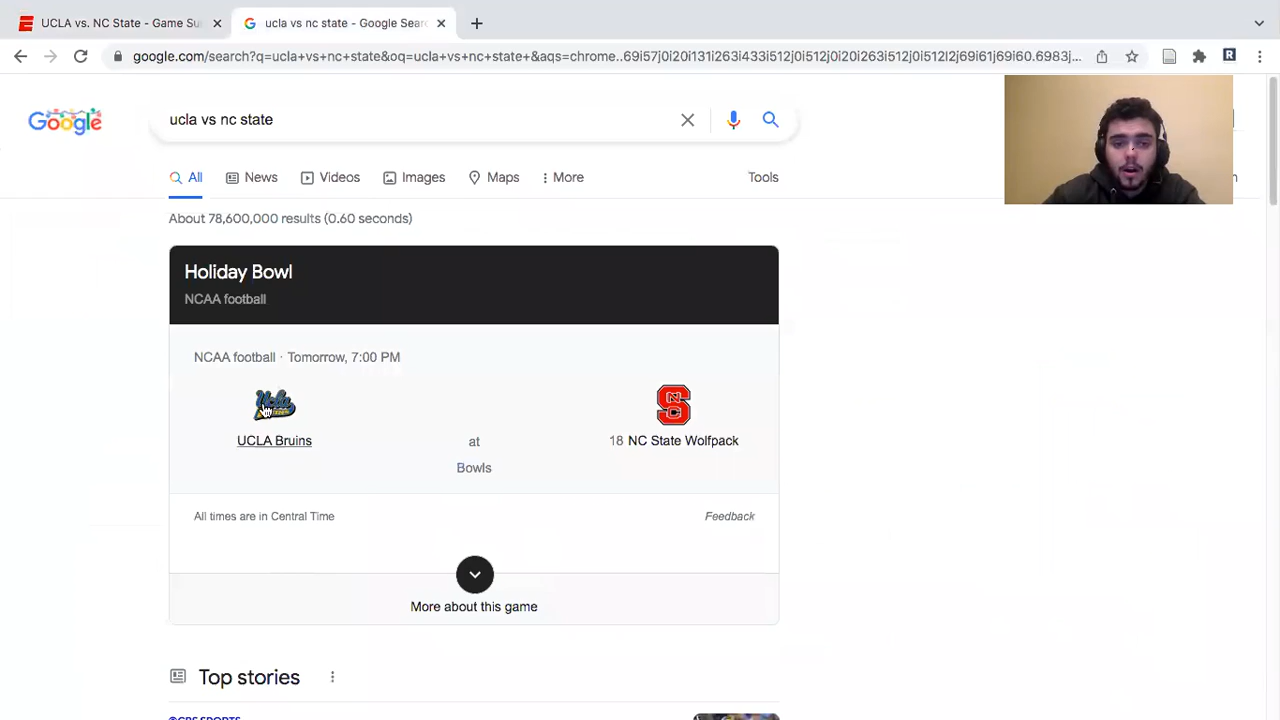 UCLA vs. NC State - Game Su
ucla vs nc state - Google Sear
google.com/search?q=ucla+vs+nc+state&oq=ucla+vs+nc+state+&aqs=chrome..69i57j0i20i131i263i433i512j0i512j0i20i263i512j0i512l2j69i61j69i60.6983j...
Google
ucla vs nc state
All News Videos Images Maps More Tools
About 78,600,000 results (0.60 seconds)
Holiday Bowl
NCAA football
NCAA football · Tomorrow, 7:00 PM
Ucla
UCLA Bruins
at
18 NC State Wolfpack
Bowls
All times are in Central Time
Feedback
More about this game
Top stories
CBS SPORTS